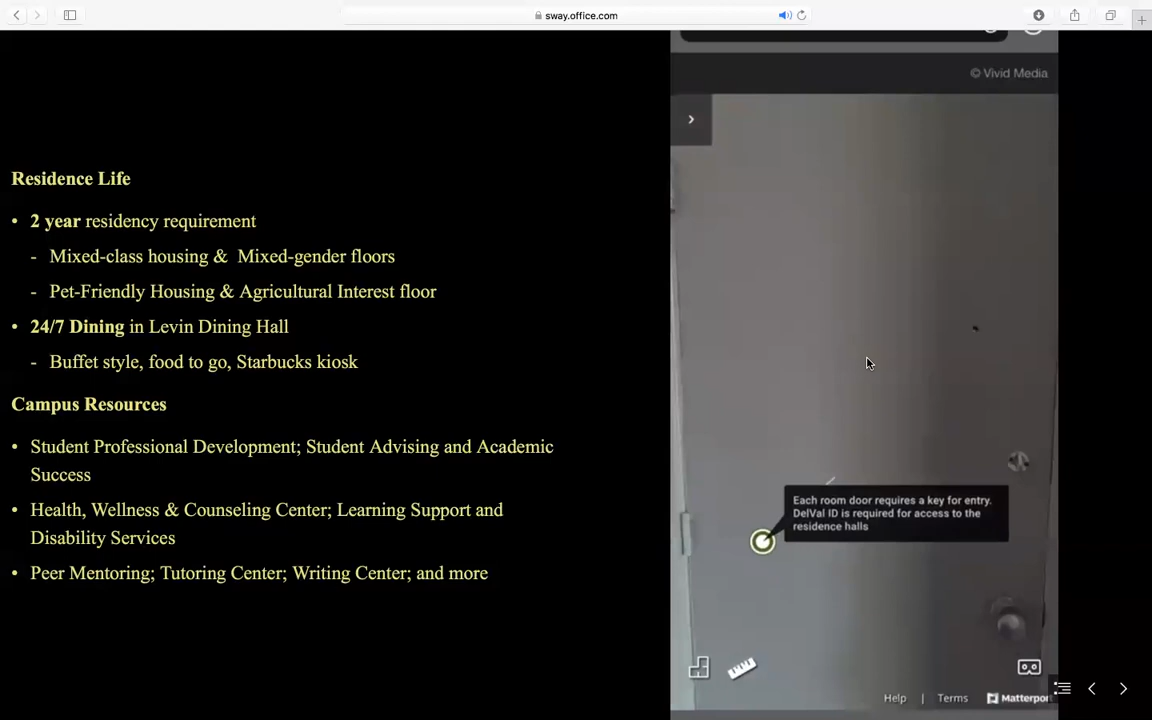 sway.office.com
© Vivid Media
Residence Life
• 2 year residency requirement
- Mixed-class housing & Mixed-gender floors
- Pet-Friendly Housing & Agricultural Interest floor
• 24/7 Dining in Levin Dining Hall
- Buffet style, food to go, Starbucks kiosk
Campus Resources
• Student Professional Development; Student Advising and Academic
Success
• Health, Wellness & Counseling Center; Learning Support and
Disability Services
• Peer Mentoring; Tutoring Center; Writing Center; and more
Each room door requires a key for entry.
DelVal ID is required for access to the
residence halls
Help | Terms Matterpor